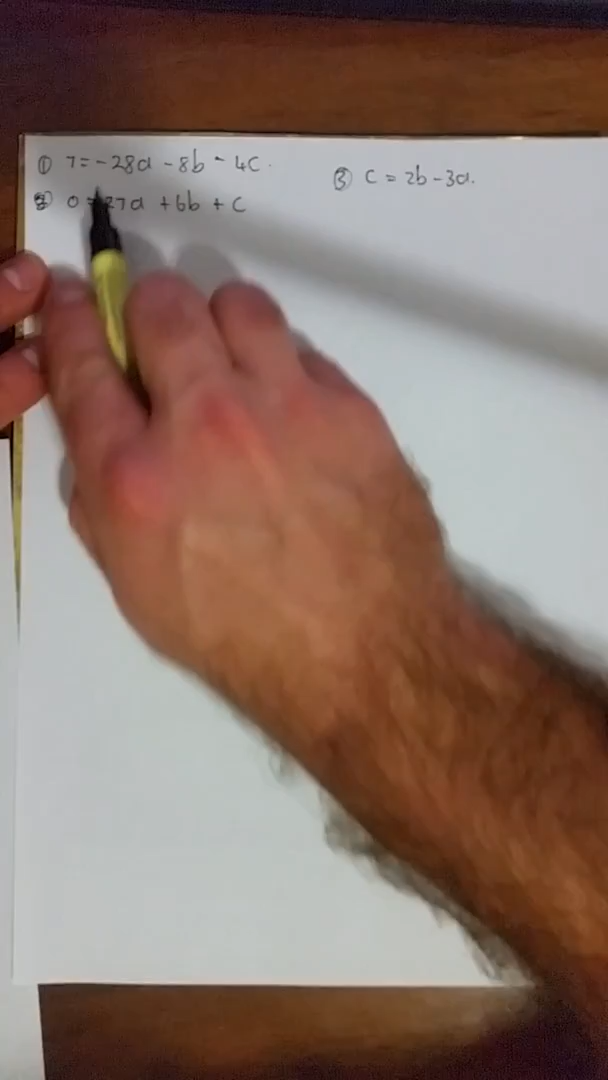 ① 7 = -28a - 8b - 4c.
② 0 = 27a + 6b + c
③ c = 2b - 3a.